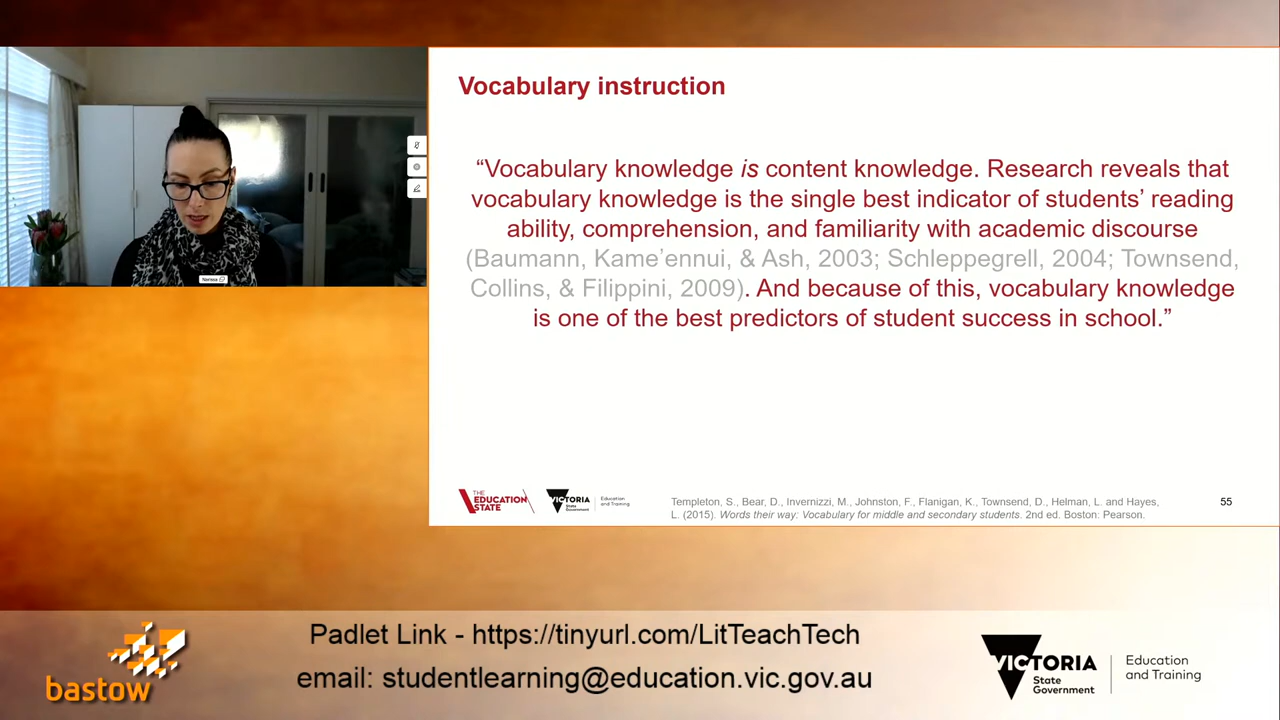 Vocabulary instruction
“Vocabulary knowledge is content knowledge. Research reveals that
vocabulary knowledge is the single best indicator of students’ reading
ability, comprehension, and familiarity with academic discourse
(Baumann, Kame’ennui, & Ash, 2003; Schleppegrell, 2004; Townsend,
Collins, & Filippini, 2009). And because of this, vocabulary knowledge
is one of the best predictors of student success in school.”
THE
EDUCATION
STATE
VICTORIA
State
Government
Education
and Training
Templeton, S., Bear, D., Invernizzi, M., Johnston, F., Flanigan, K., Townsend, D., Helman, L. and Hayes,
L. (2015). Words their way: Vocabulary for middle and secondary students. 2nd ed. Boston: Pearson.
55
bastow
Padlet Link - https://tinyurl.com/LitTeachTech
email: studentlearning@education.vic.gov.au
VICTORIA
State
Government
Education
and Training